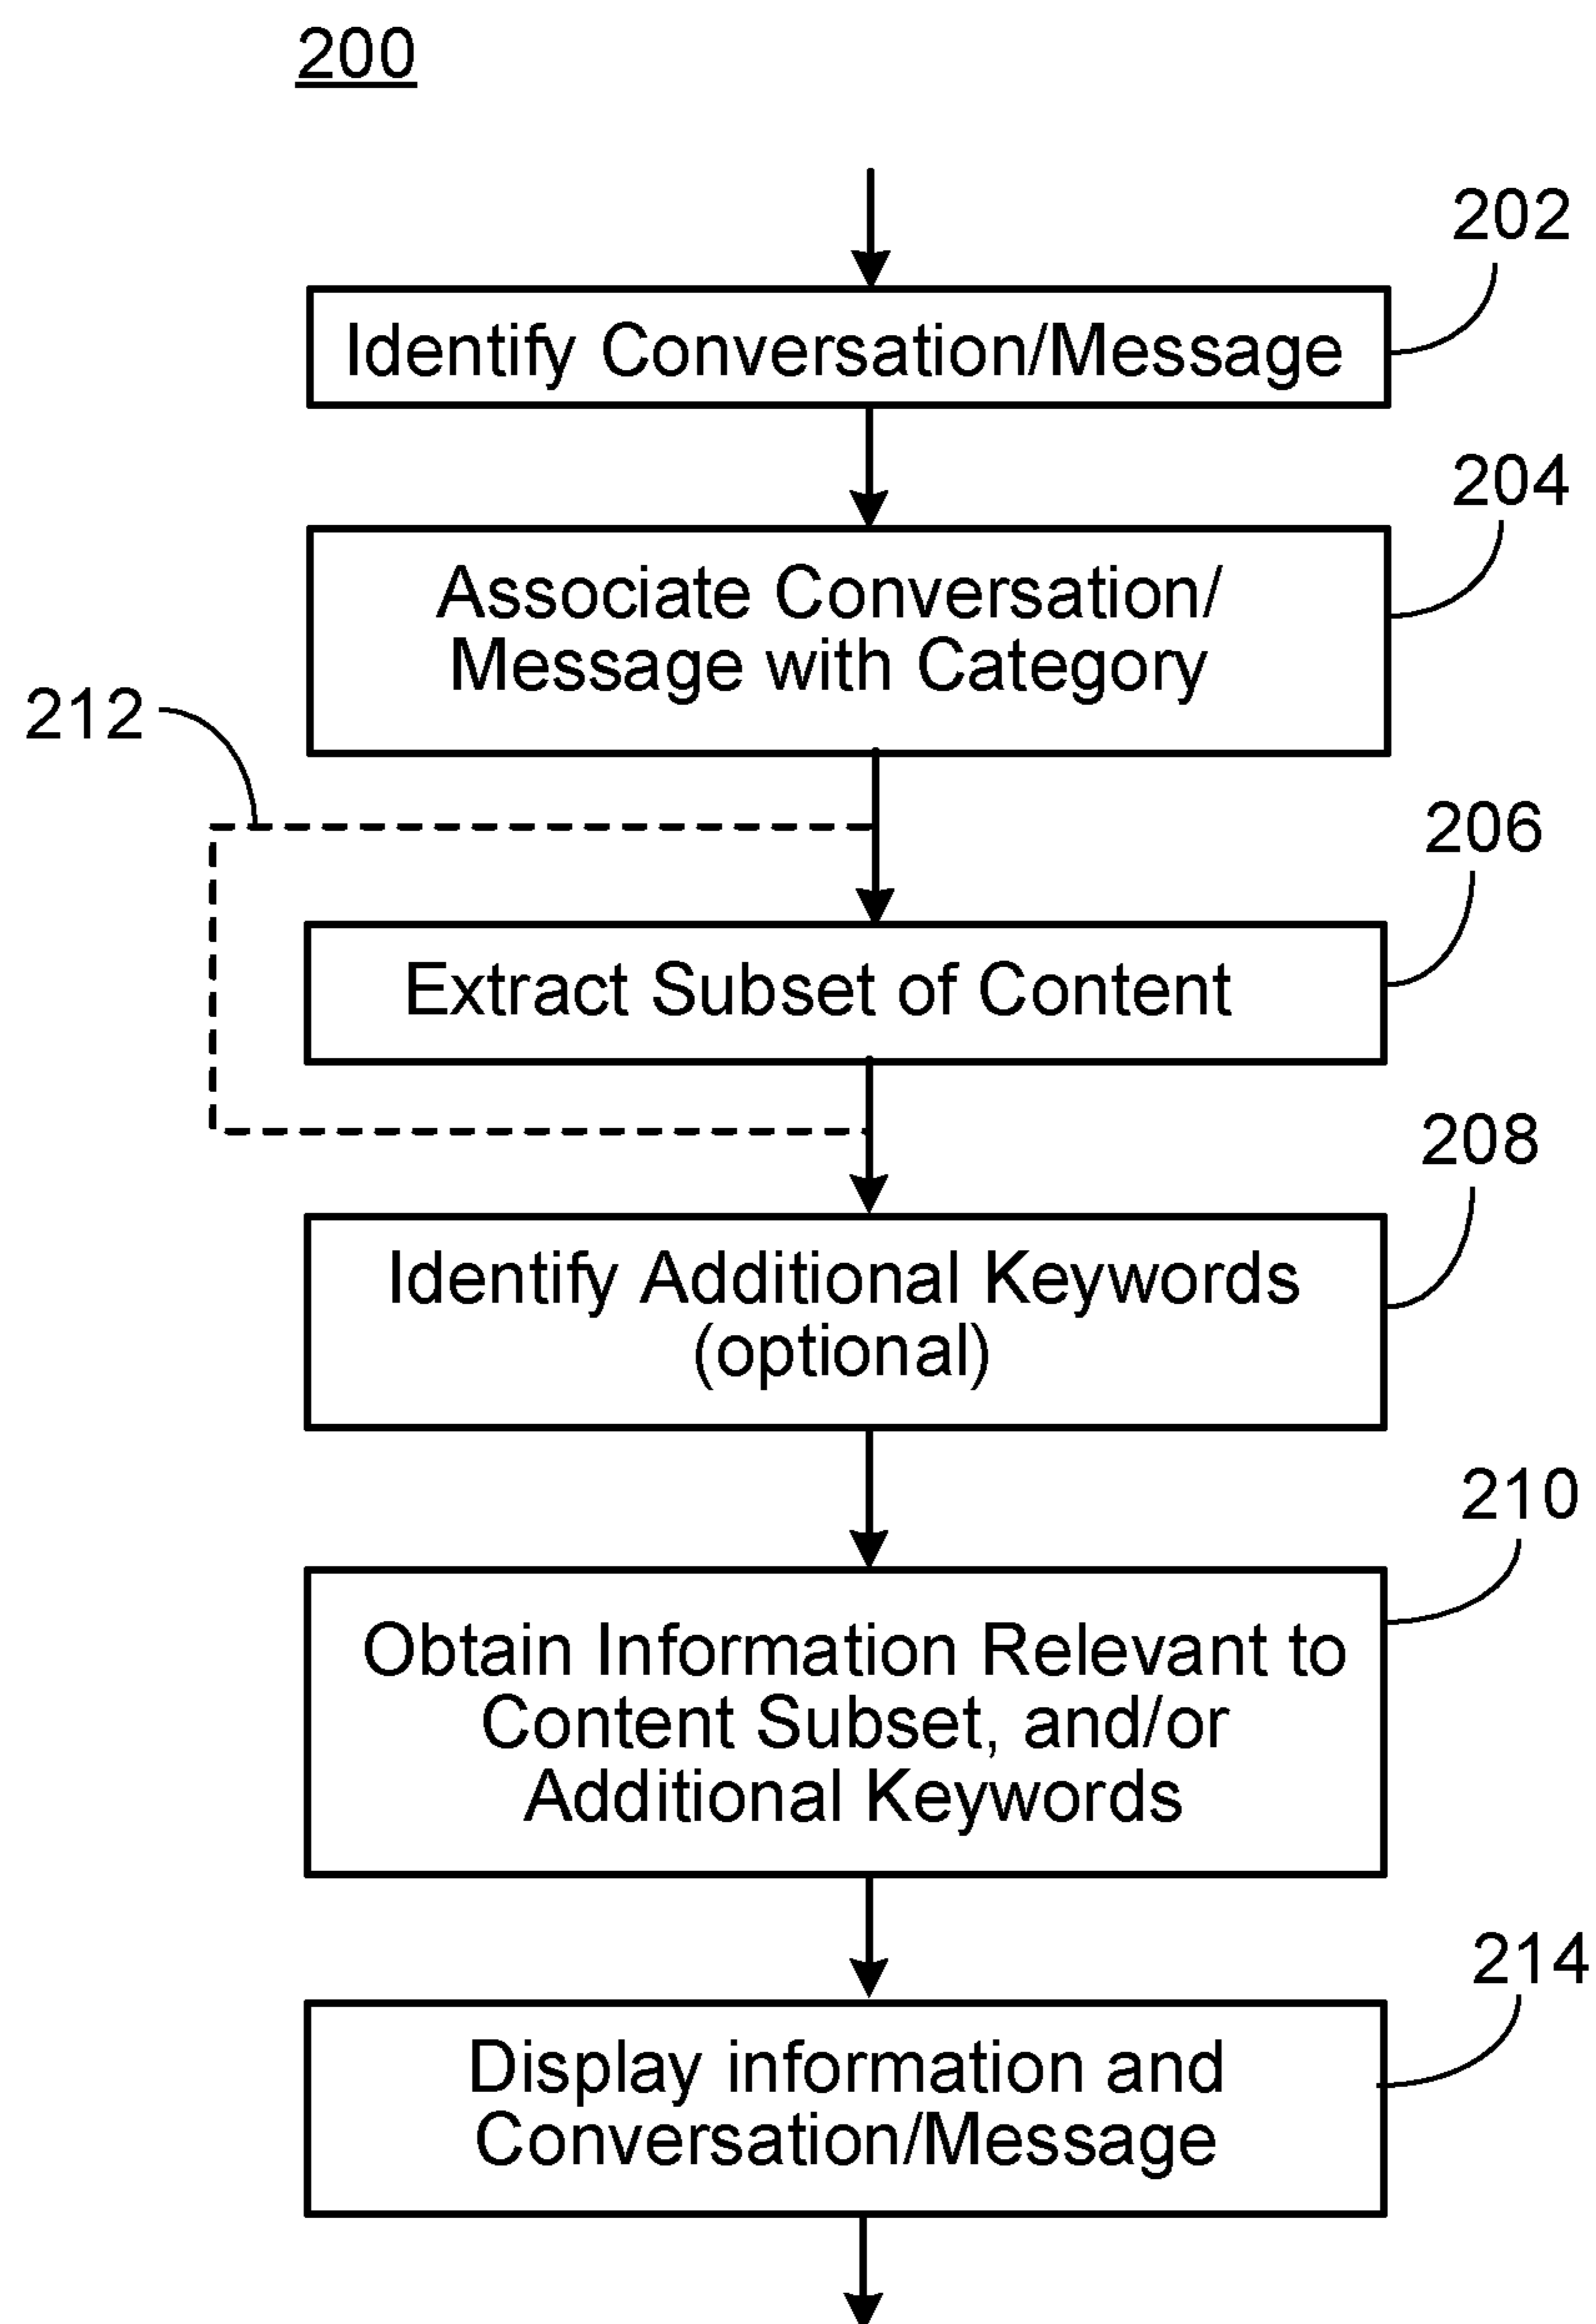 200
202
Identify Conversation/Message
204
Associate Conversation/
Message with Category
212
206
Extract Subset of Content
208
Identify Additional Keywords
(optional)
210
Obtain Information Relevant to
Content Subset, and/or
Additional Keywords
214
Display information and
Conversation/Message